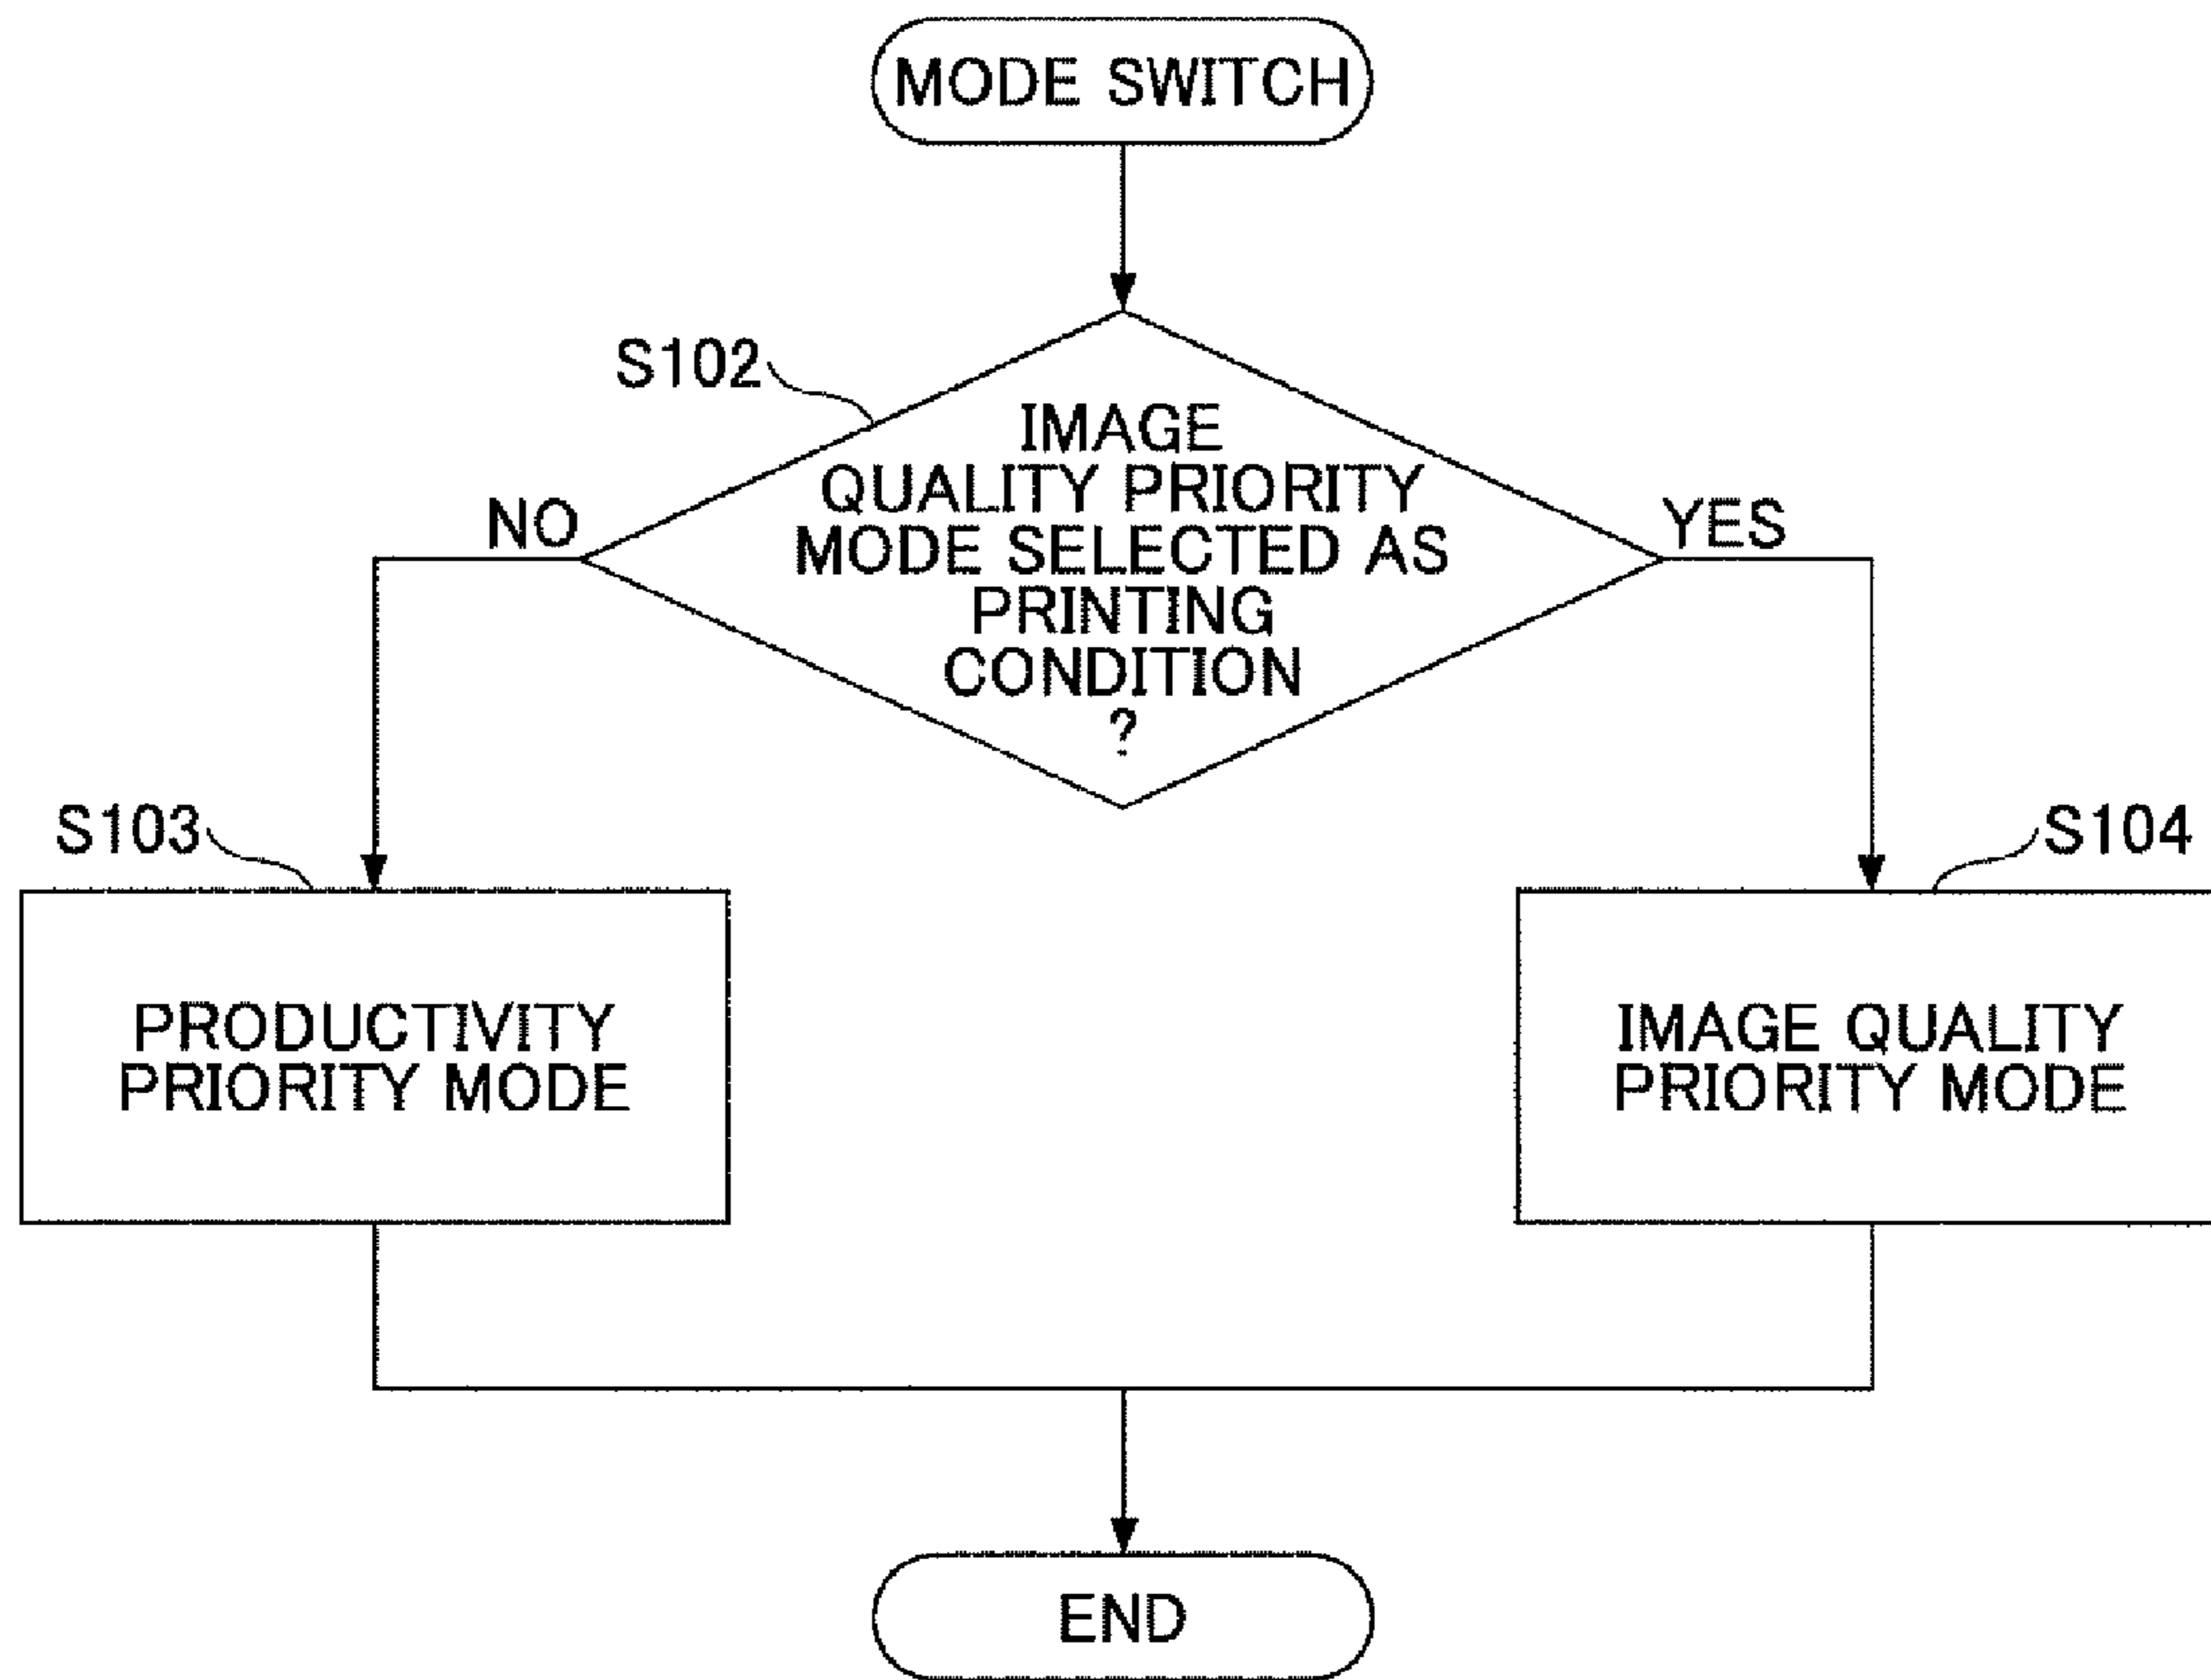 MODE SWITCH
S102
IMAGE
QUALITY PRIORITY
MODE SELECTED AS
PRINTING
CONDITION
?
NO
YES
S103
PRODUCTIVITY
PRIORITY MODE
S104
IMAGE QUALITY
PRIORITY MODE
END